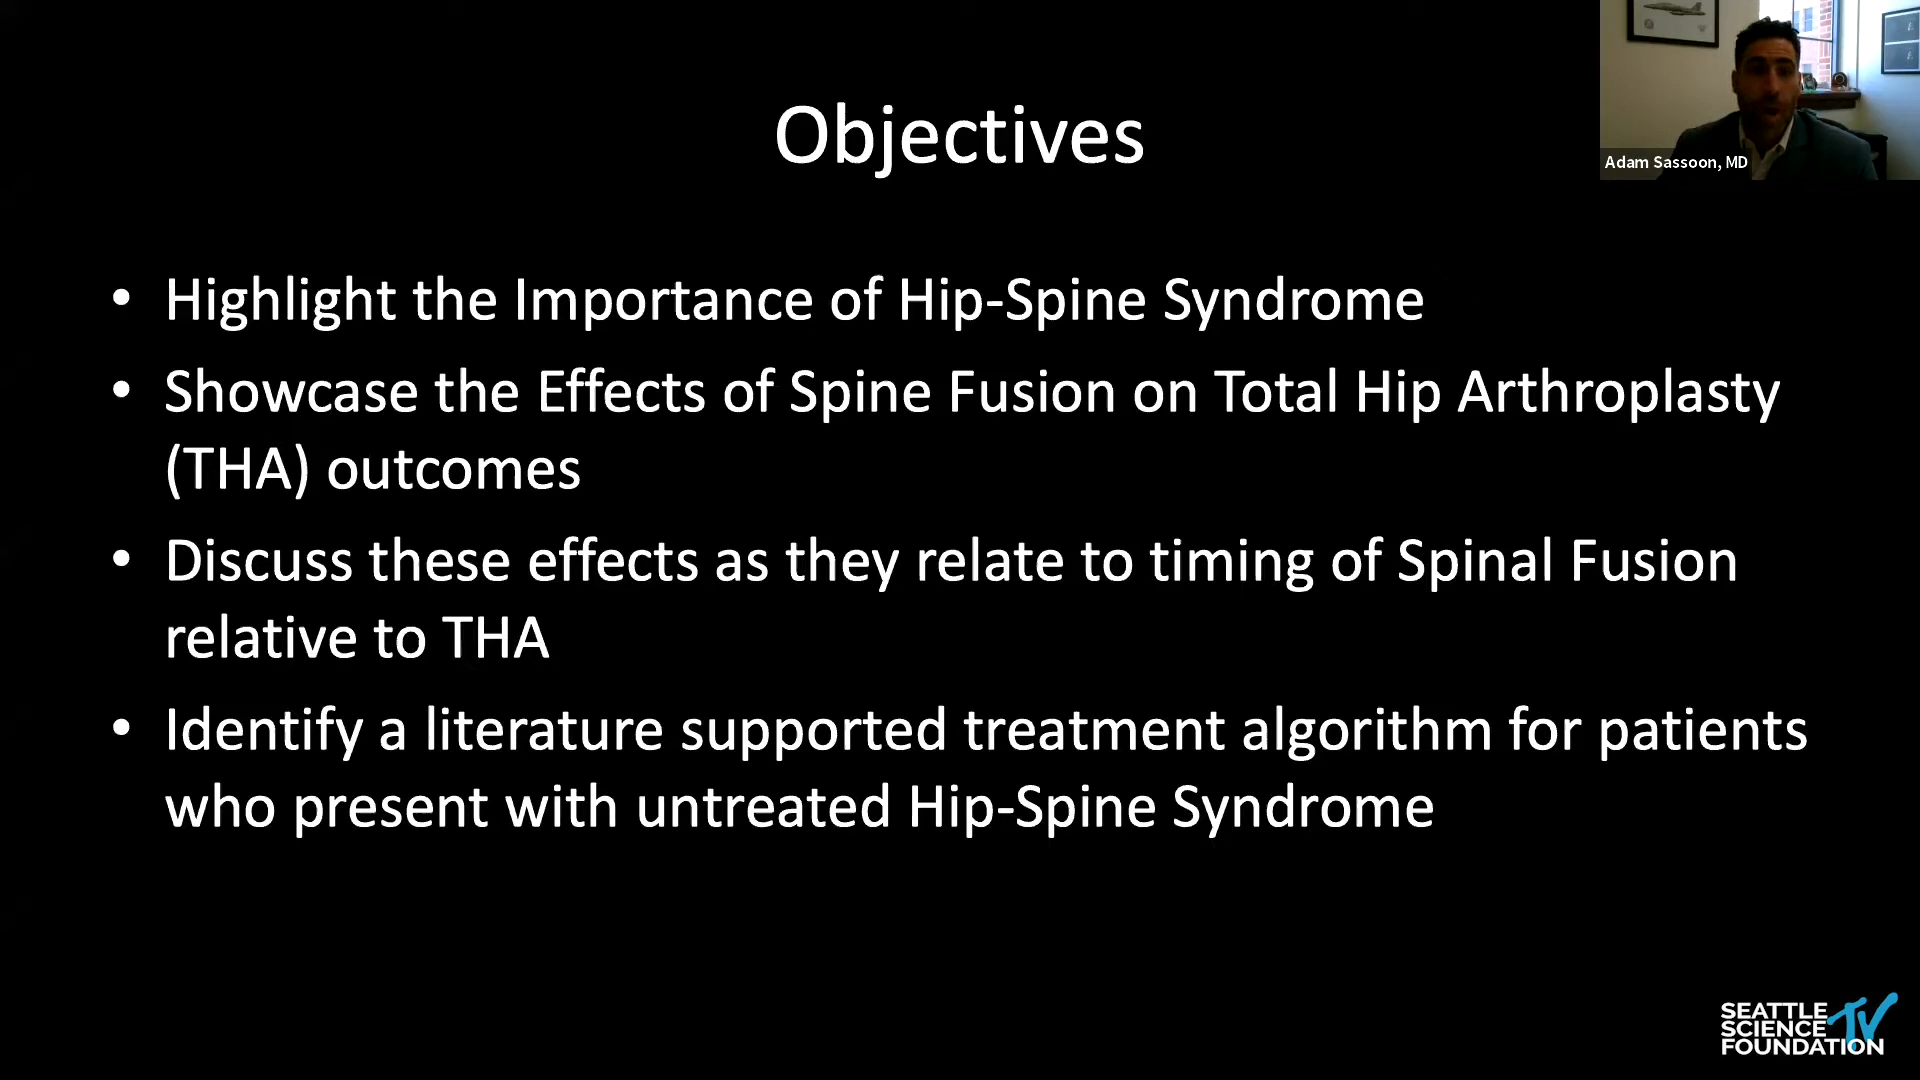 Objectives
Adam Sassoon, MD
• Highlight the Importance of Hip-Spine Syndrome
• Showcase the Effects of Spine Fusion on Total Hip Arthroplasty
(THA) outcomes
• Discuss these effects as they relate to timing of Spinal Fusion
relative to THA
• Identify a literature supported treatment algorithm for patients
who present with untreated Hip-Spine Syndrome
SEATTLE
SCIENCE TV
FOUNDATION